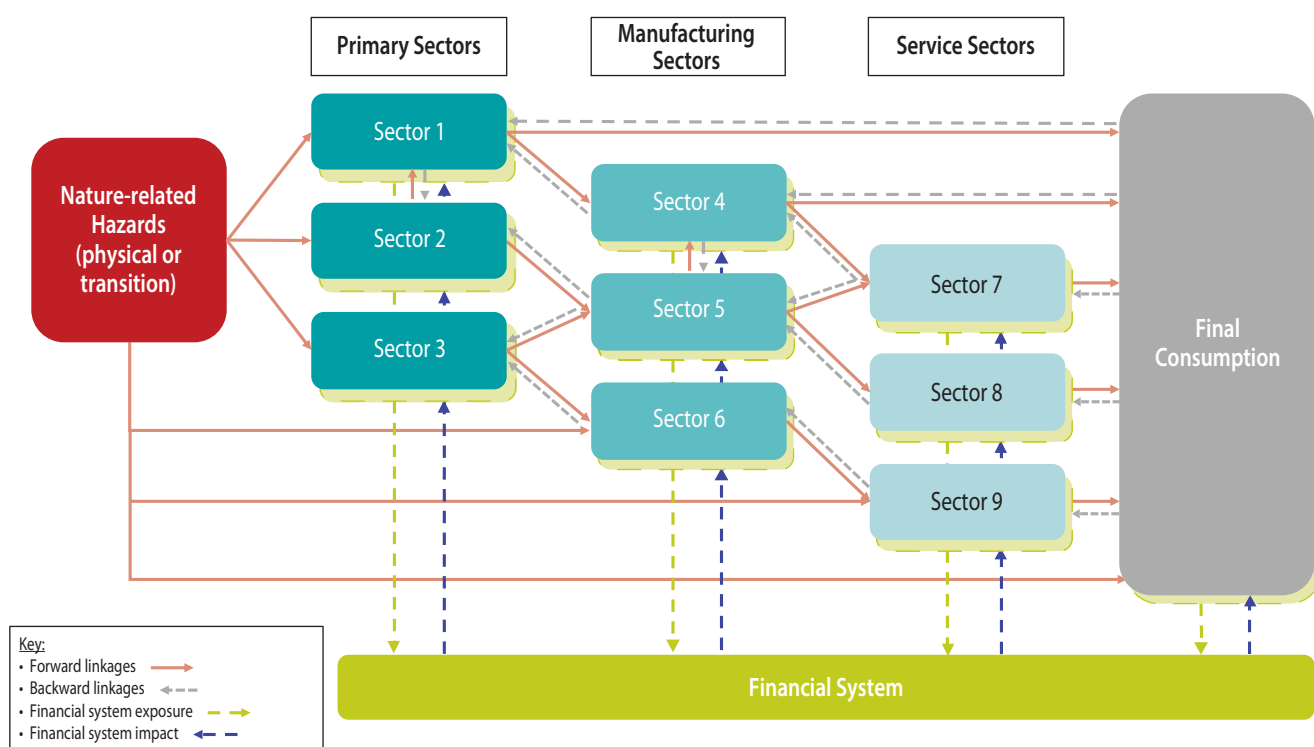 Primary Sectors
Manufacturing
Sectors
Service Sectors
Nature-related
Hazards
(physical or
transition)
Sector 1
Sector 2
Sector 3
Sector 4
Sector 5
Sector 6
Sector 7
Sector 8
Sector 9
Final
Consumption
Key:
• Forward linkages
• Backward linkages
• Financial system exposure
• Financial system impact
Financial System